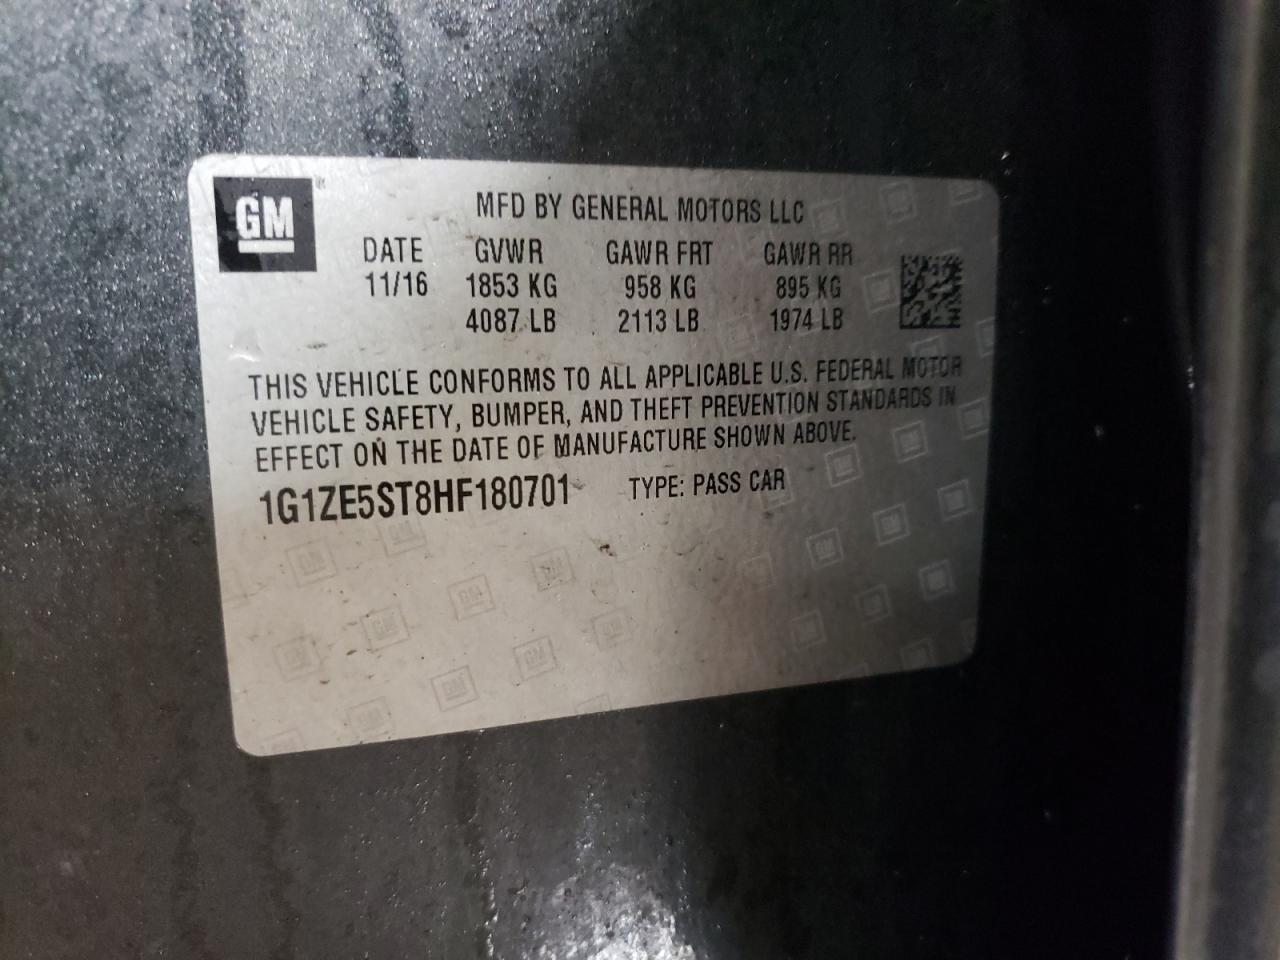 GM
MFD BY GENERAL MOTORS LLC
DATE GVWR GAWR FRT GAWR RR
11/16 1853 KG 958 KG 895 KG
4087 LB 2113 LB 1974 LB
THIS VEHICLE CONFORMS TO ALL APPLICABLE U.S. FEDERAL MOTOR
VEHICLE SAFETY, BUMPER, AND THEFT PREVENTION STANDARDS IN
EFFECT ON THE DATE OF MANUFACTURE SHOWN ABOVE.
1G1ZE5ST8HF180701 TYPE: PASS CAR